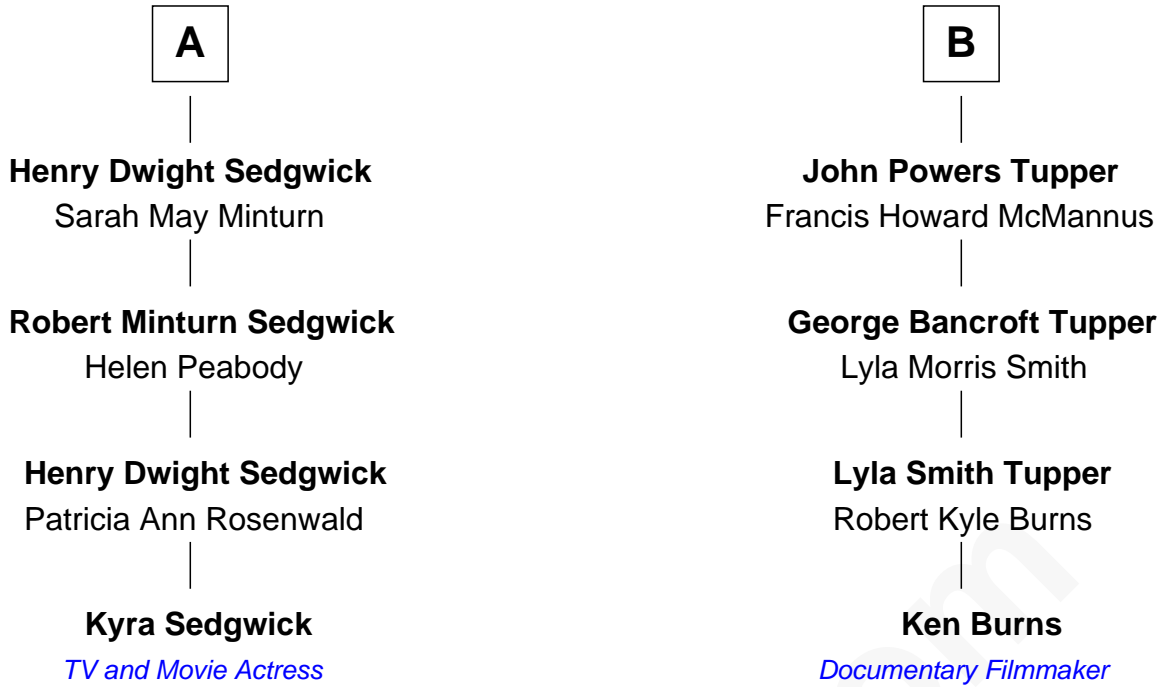 A
B
Henry Dwight Sedgwick
Sarah May Minturn
John Powers Tupper
Francis Howard McMannus
Robert Minturn Sedgwick
Helen Peabody
George Bancroft Tupper
Lyla Morris Smith
Henry Dwight Sedgwick
Patricia Ann Rosenwald
Lyla Smith Tupper
Robert Kyle Burns
Kyra Sedgwick
TV and Movie Actress
Ken Burns
Documentary Filmmaker